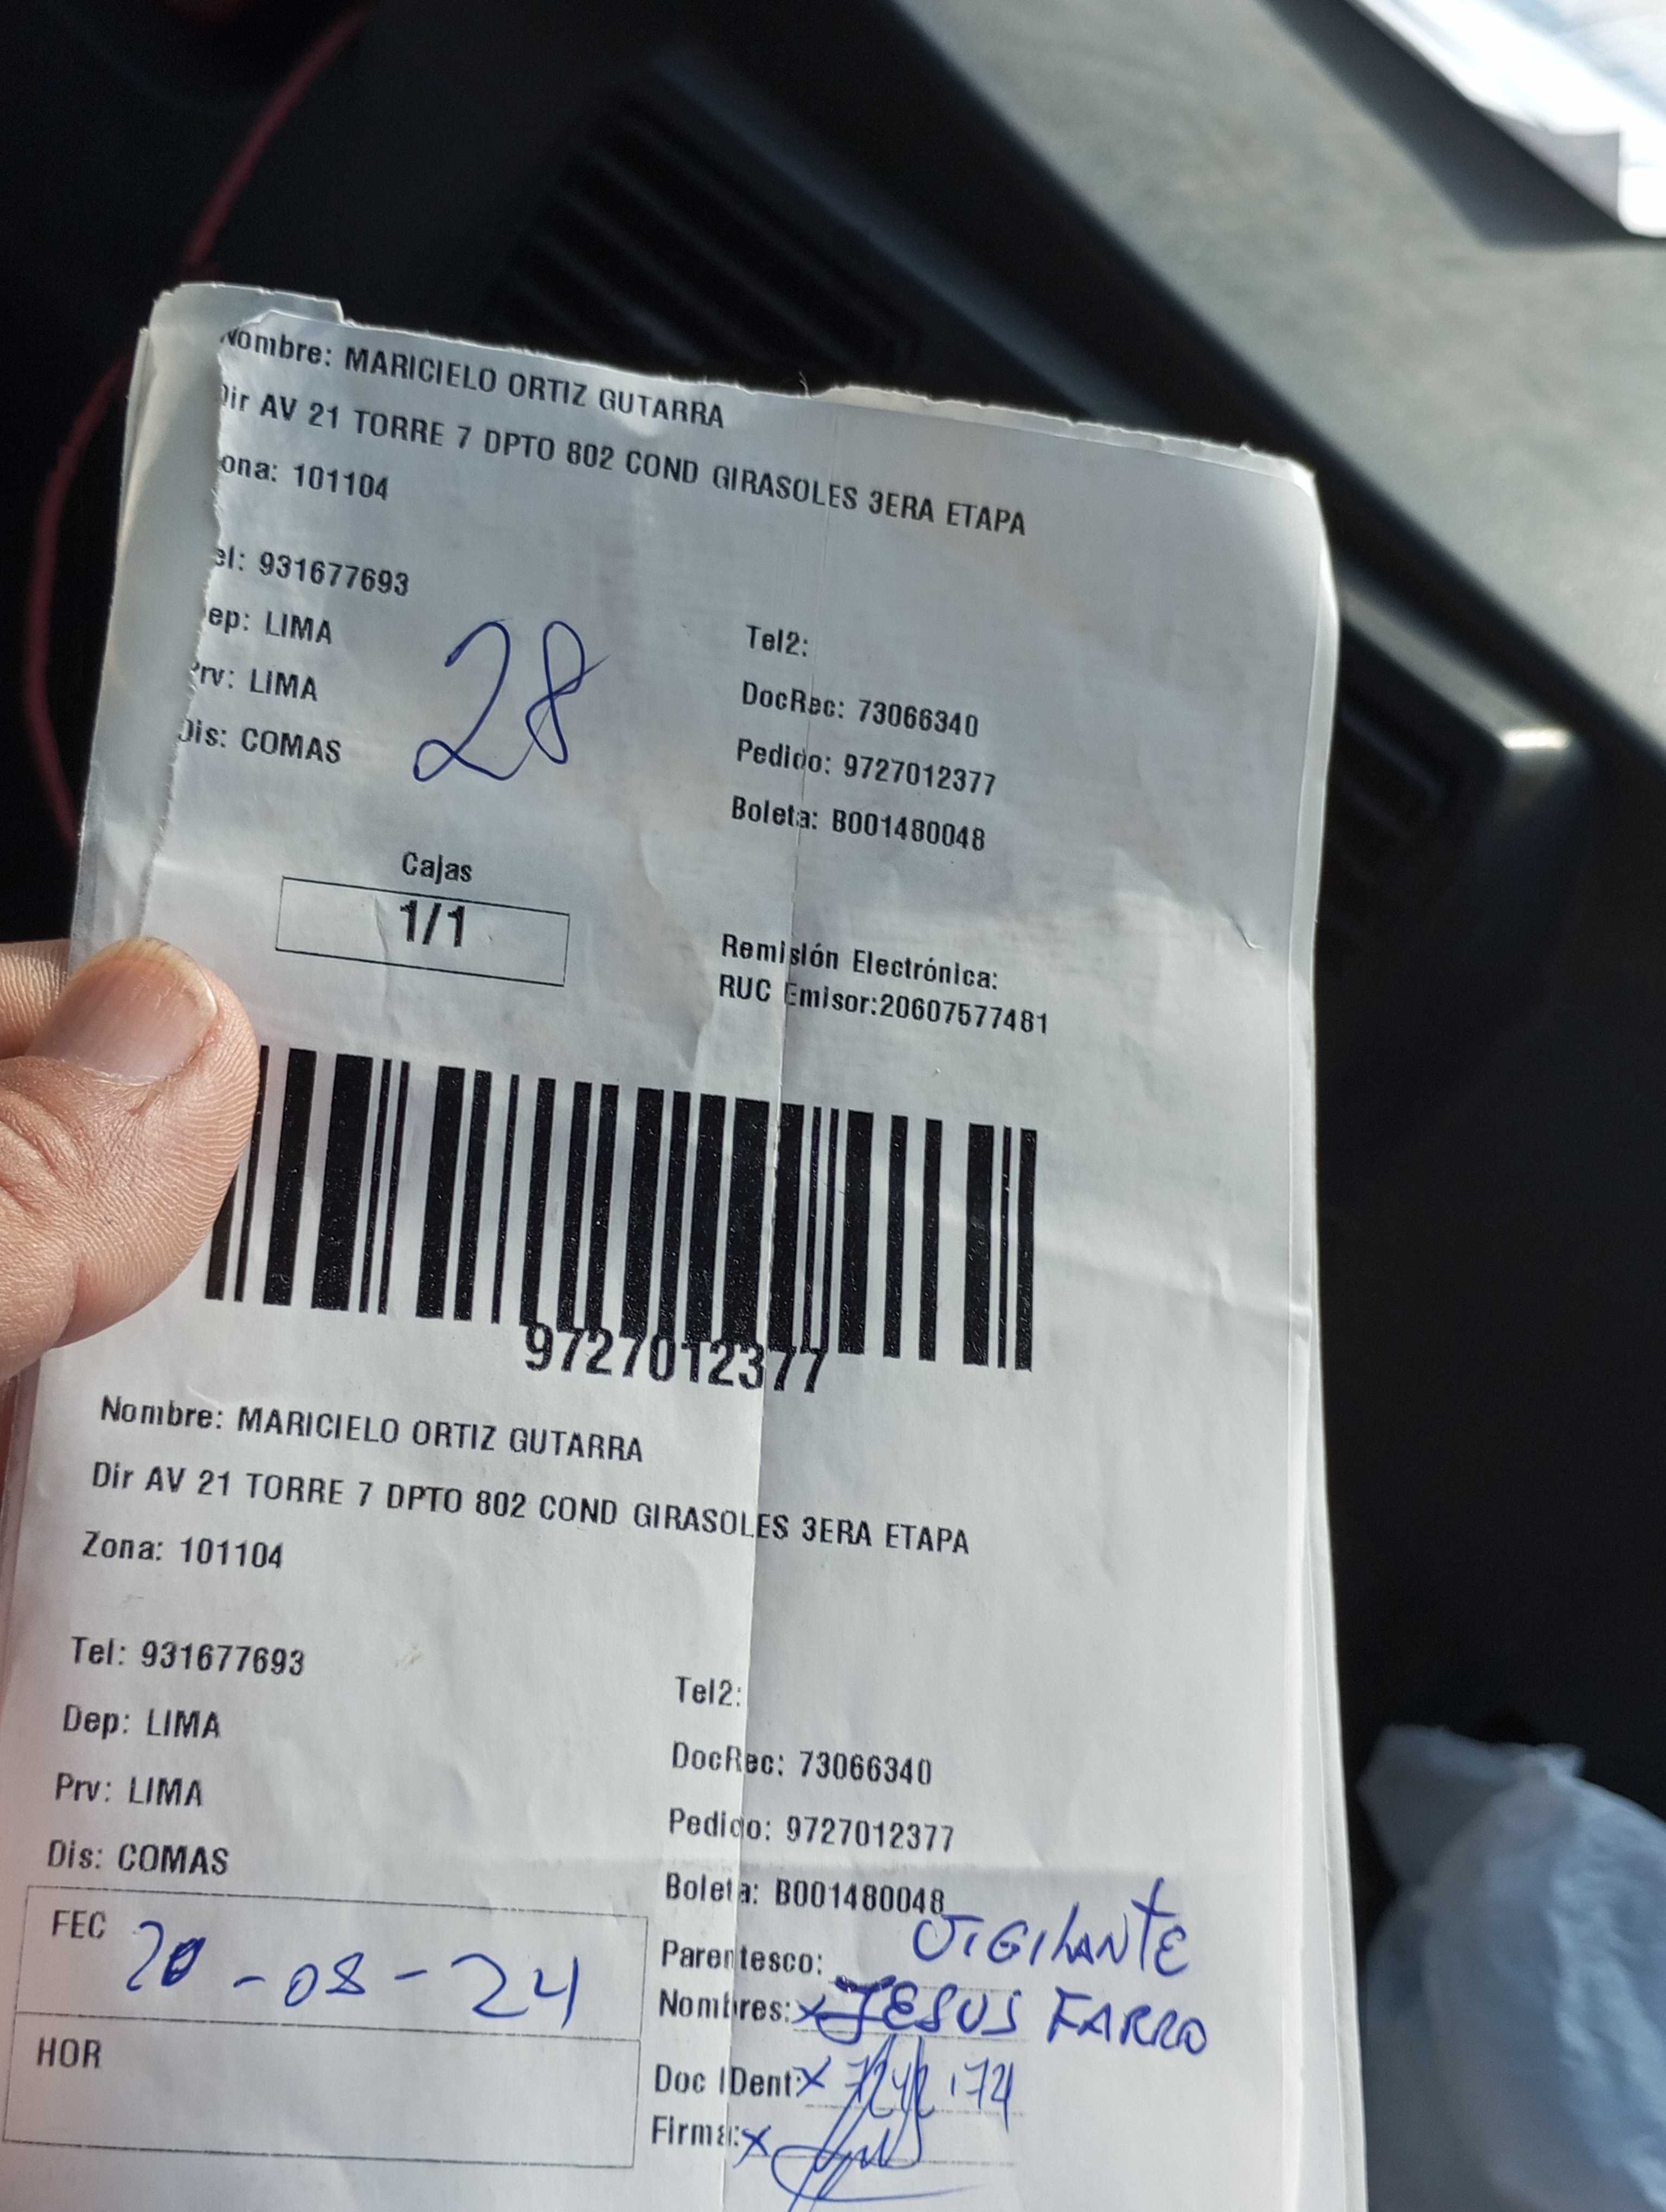 Nombre: MARICIELO ORTIZ GUTARRA
Dir AV 21 TORRE 7 DPTO 802 COND GIRASOLES 3ERA ETAPA
ona: 101104
el: 931677693
Tel2:
ep: LIMA
DocRec: 73066340
Prv: LIMA
Pedido: 9727012377
Dis: COMAS
28
Boleta: B001480048
Cajas
1/1
Remisión Electrónica:
RUC Emisor:20607577481
9727012377
Nombre: MARICIELO ORTIZ GUTARRA
Dir AV 21 TORRE 7 DPTO 802 COND GIRASOLES 3ERA ETAPA
Zona: 101104
Tel: 931677693
Tel2:
Dep: LIMA
DocRec: 73066340
Prv: LIMA
Pedido: 9727012377
Dis: COMAS
Boleta: B001480048
FEC 20-08-24
Parentesco: VIGILANTE
Nombres: x JESUS FARRO
HOR
Doc IDent: x
Firma: x